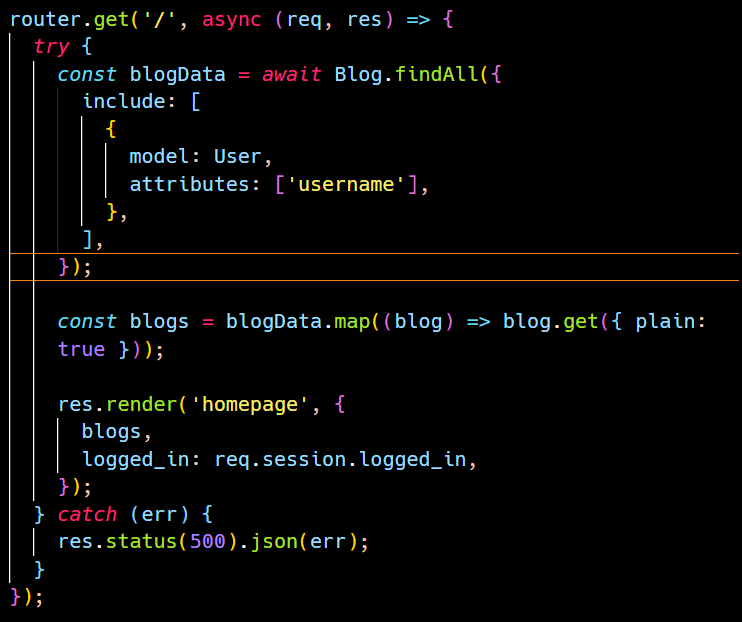 router.get('/', async (req, res) => {
  try {
    const blogData = await Blog.findAll({
      include: [
        {
          model: User,
          attributes: ['username'],
        },
      ],
    });

    const blogs = blogData.map((blog) => blog.get({ plain:
    true }));

    res.render('homepage', {
      blogs,
      logged_in: req.session.logged_in,
    });
  } catch (err) {
    res.status(500).json(err);
  }
});